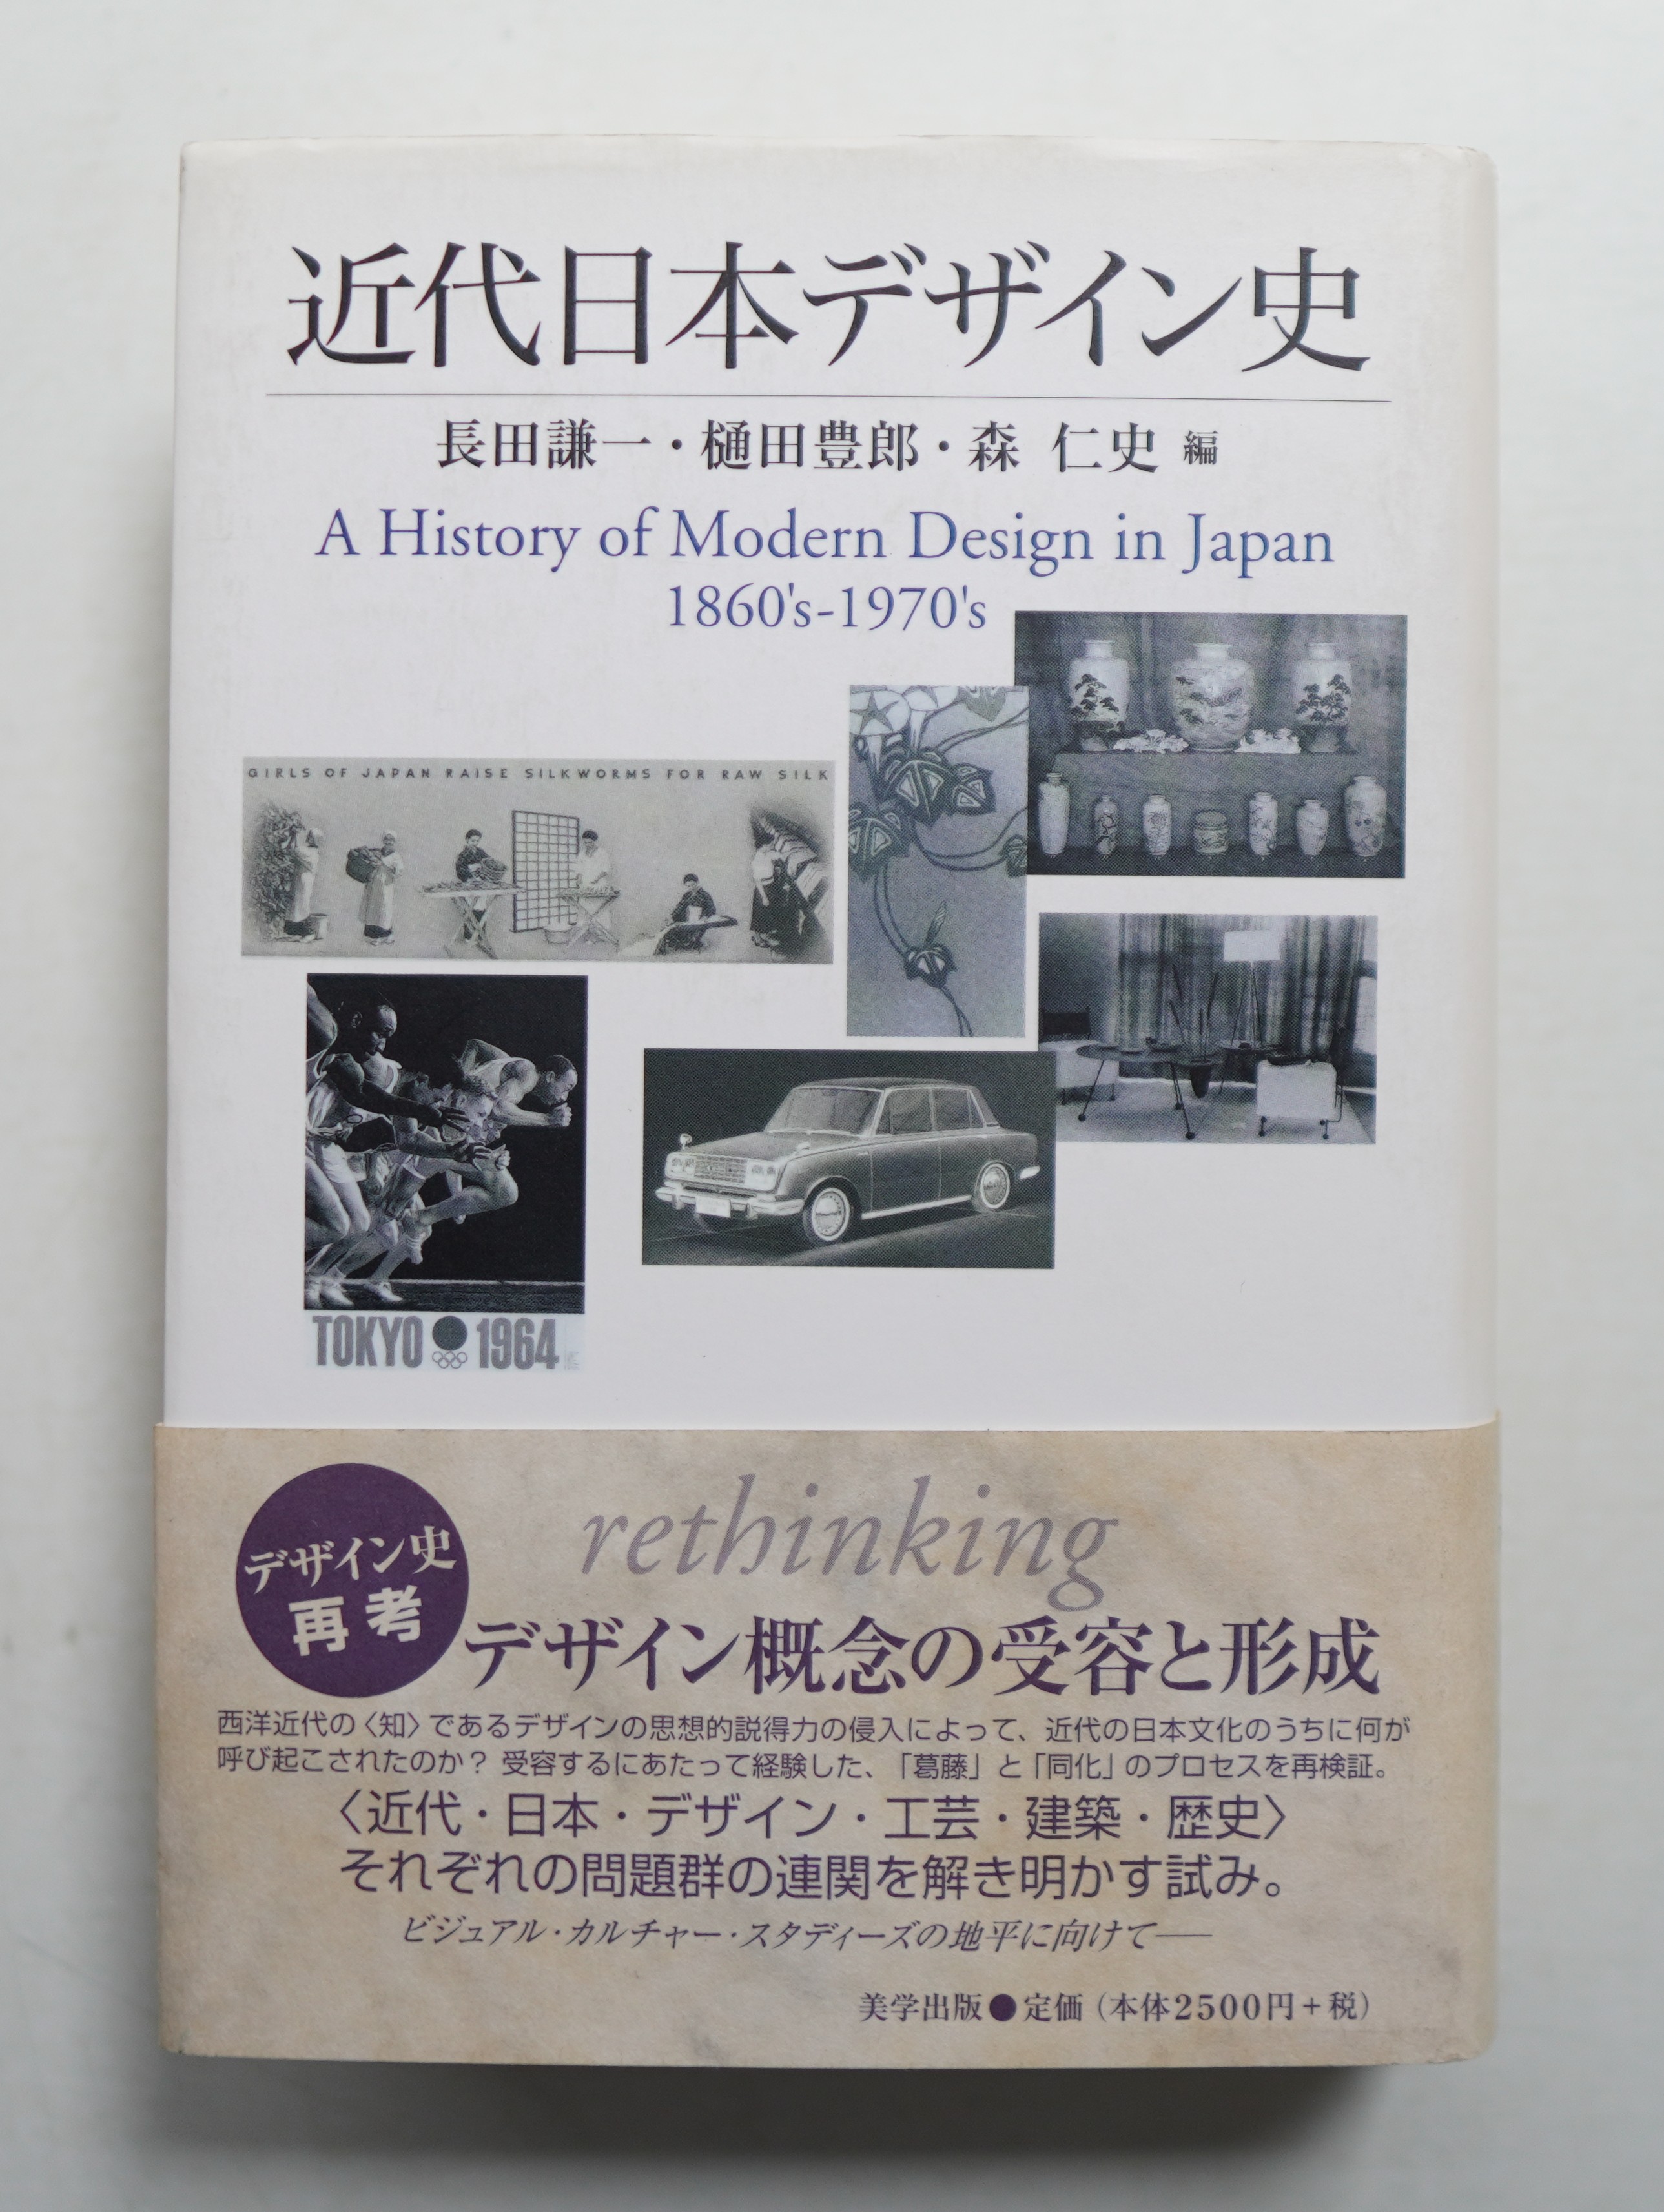 近代日本デザイン史
長田謙一・樋田豊郎・森 仁史 編
A History of Modern Design in Japan
1860's-1970's
GIRLS OF JAPAN RAISE SILKWORMS FOR RAW SILK
TOKYO 1964
rethinking
デザイン史
再考
デザイン概念の受容と形成
西洋近代の〈知〉であるデザインの思想的説得力の侵入によって、近代の日本文化のうちに何が
呼び起こされたのか? 受容するにあたって経験した、「葛藤」と「同化」のプロセスを再検証。
〈近代・日本・デザイン・工芸・建築・歴史〉
それぞれの問題群の連関を解き明かす試み。
ビジュアル・カルチャー・スタディーズの地平に向けて──
美学出版●定価（本体2500円＋税）